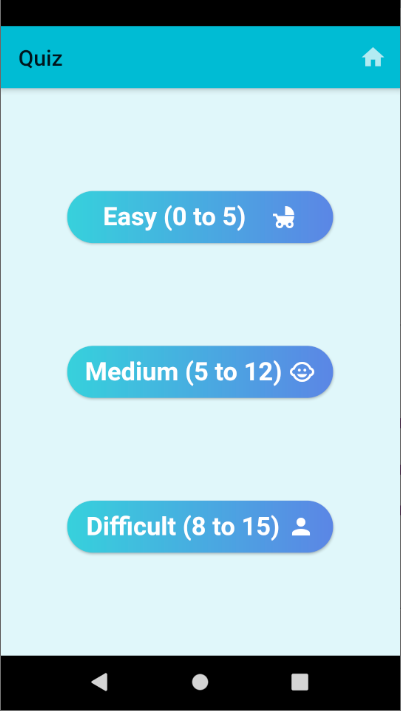 Quiz
Easy (0 to 5)
Medium (5 to 12)
Difficult (8 to 15)